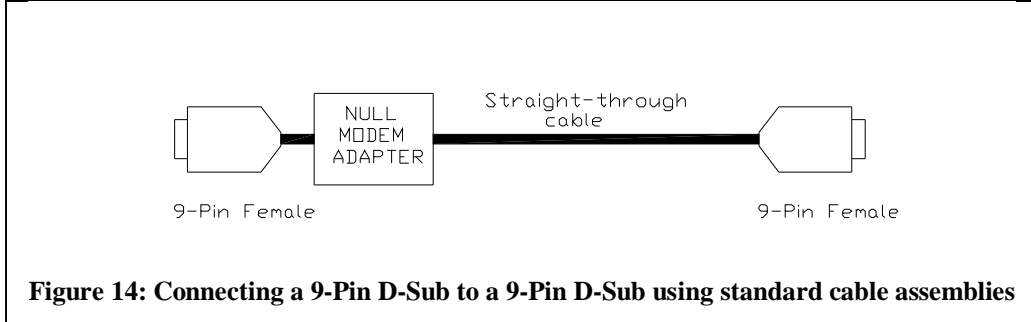 Straight-through
cable
NULL
MODEM
ADAPTER
9-Pin Female
9-Pin Female
Figure 14: Connecting a 9-Pin D-Sub to a 9-Pin D-Sub using standard cable assemblies